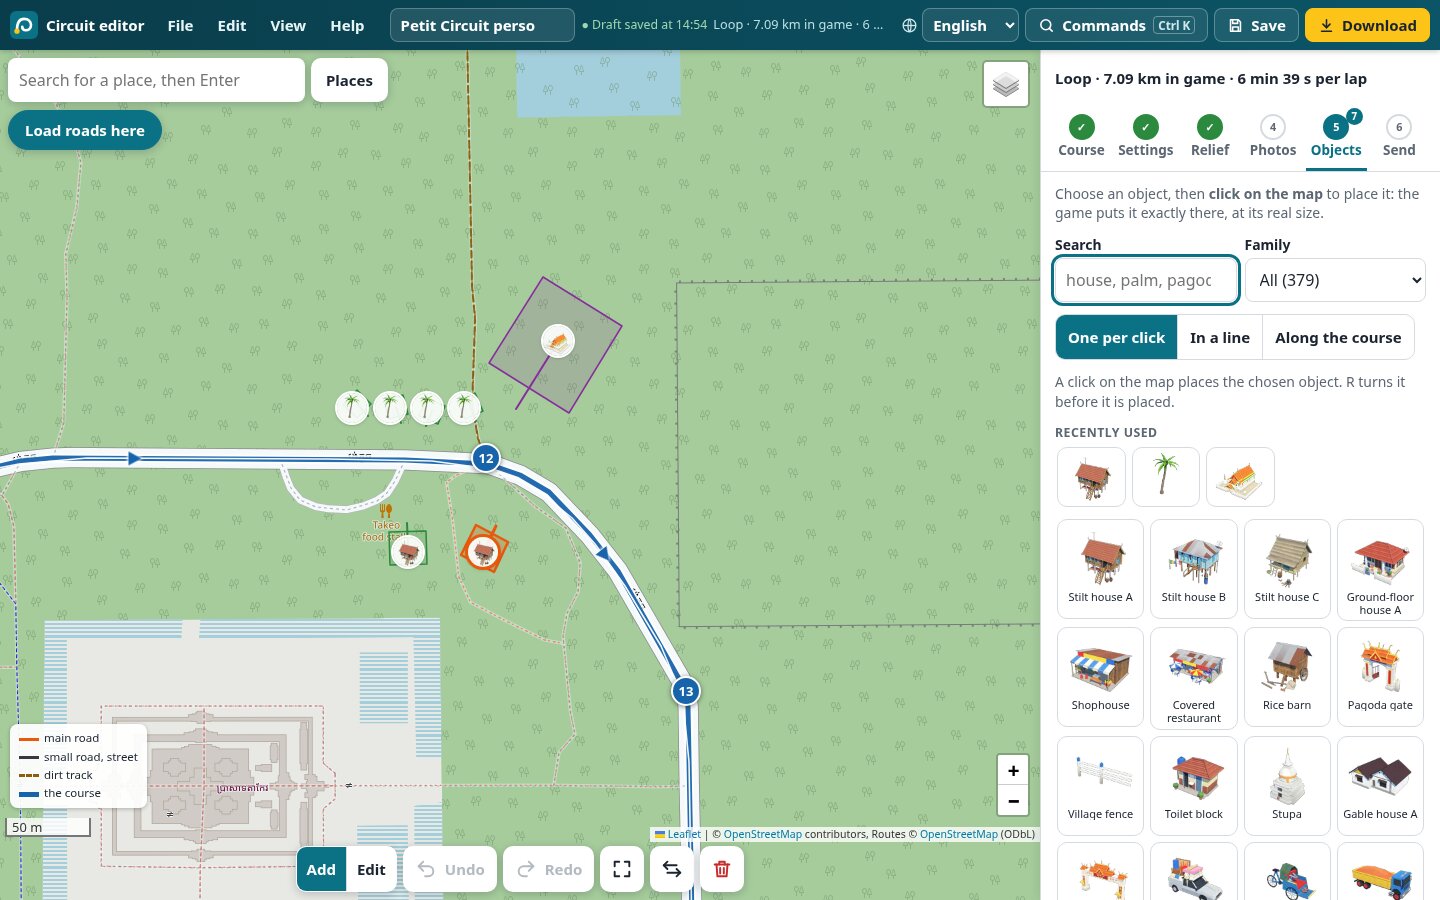 Circuit editor
File
Edit
View
Help
Petit Circuit perso
● Draft saved at 14:54
Loop · 7.09 km in game · 6 ...
English
Commands
Ctrl K
Save
Download
Search for a place, then Enter
Places
Load roads here
12
13
Takeo
food stall
ប្រាសាទតាកែវ
main road
small road, street
dirt track
the course
50 m
+
−
Leaflet | © OpenStreetMap contributors, Routes © OpenStreetMap (ODbL)
Add
Edit
Undo
Redo
Loop · 7.09 km in game · 6 min 39 s per lap
✓
✓
✓
4
5
7
6
Course
Settings
Relief
Photos
Objects
Send
Choose an object, then click on the map to place it: the
game puts it exactly there, at its real size.
Search
Family
house, palm, pagoc
All (379)
One per click
In a line
Along the course
A click on the map places the chosen object. R turns it
before it is placed.
RECENTLY USED
Stilt house A
Stilt house B
Stilt house C
Ground-floor
house A
Shophouse
Covered
restaurant
Rice barn
Pagoda gate
Village fence
Toilet block
Stupa
Gable house A